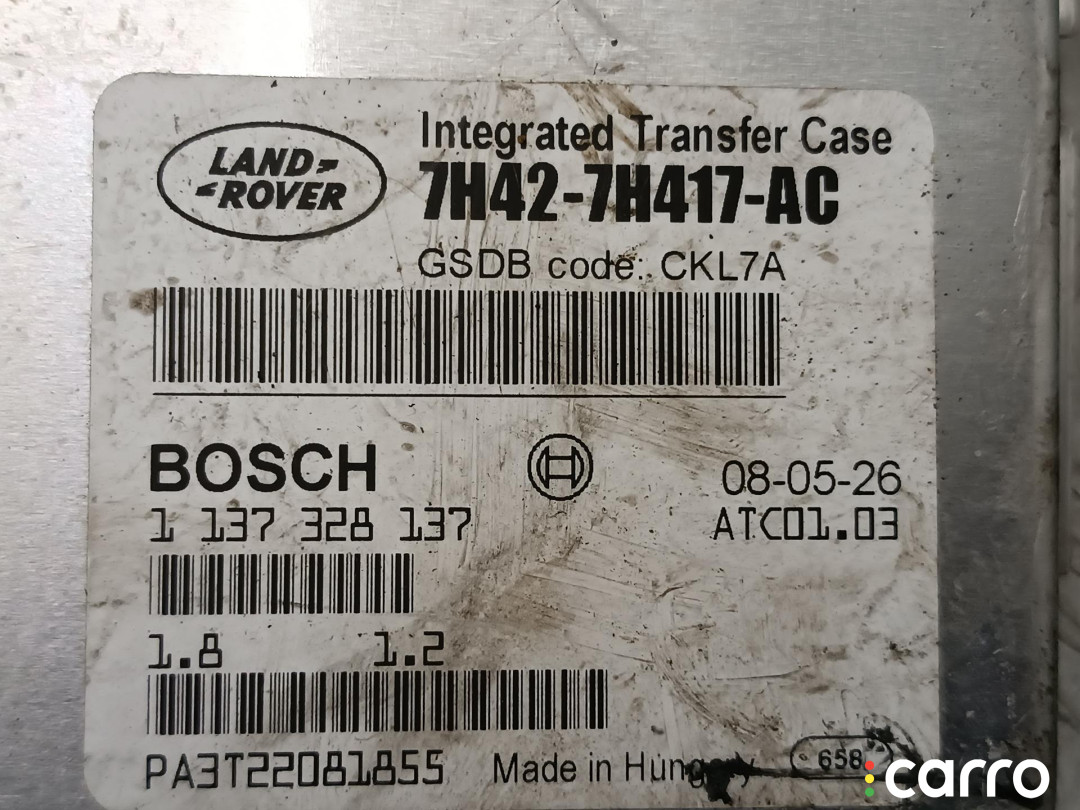 LAND
ROVER
Integrated Transfer Case
7H42-7H417-AC
GSDB code: CKL7A
BOSCH
08-05-26
1 137 328 137
ATC01.03
1.8 1.2
PA3T22081855
Made in Hungary
658
carro